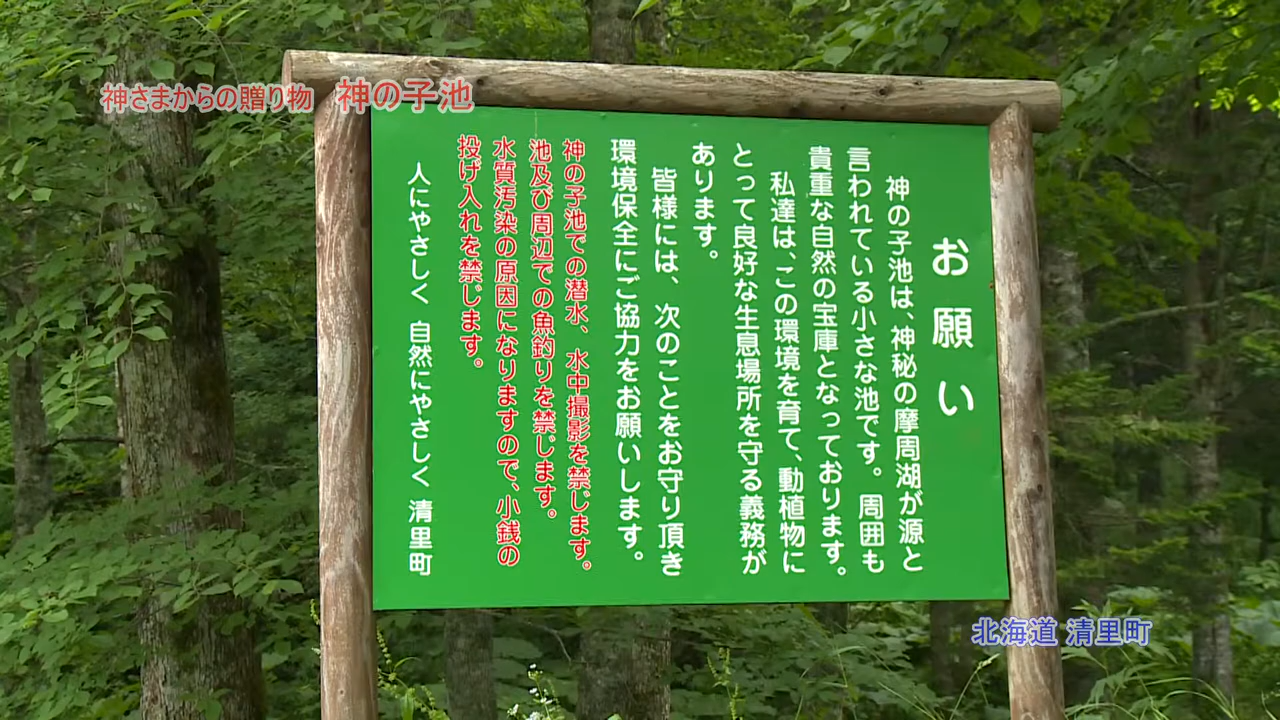 神さまからの贈り物 神の子池
お願い
神の子池は、神秘の摩周湖が源と
言われている小さな池です。周囲も
貴重な自然の宝庫となっております。
私達は、この環境を育て、動植物に
とって良好な生息場所を守る義務が
あります。
皆様には、次のことをお守り頂き
環境保全にご協力をお願いします。
神の子池での潜水、水中撮影を禁じます。
池及び周辺での魚釣りを禁じます。
水質汚染の原因になりますので、小銭の
投げ入れを禁じます。
人にやさしく 自然にやさしく 清里町
北海道 清里町